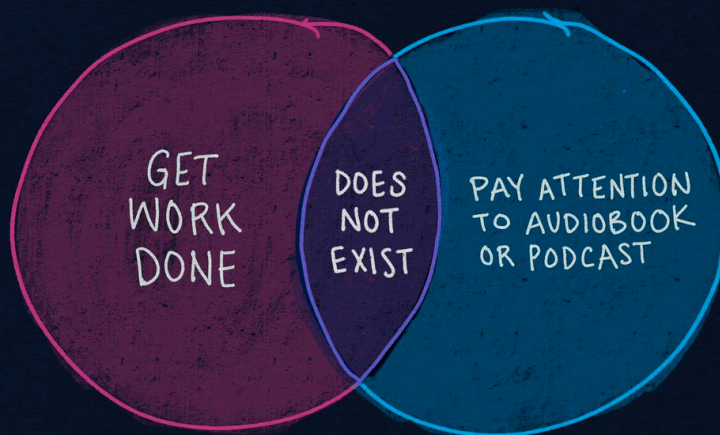 GET
WORK
DONE
DOES
NOT
EXIST
PAY ATTENTION
TO AUDIOBOOK
OR PODCAST